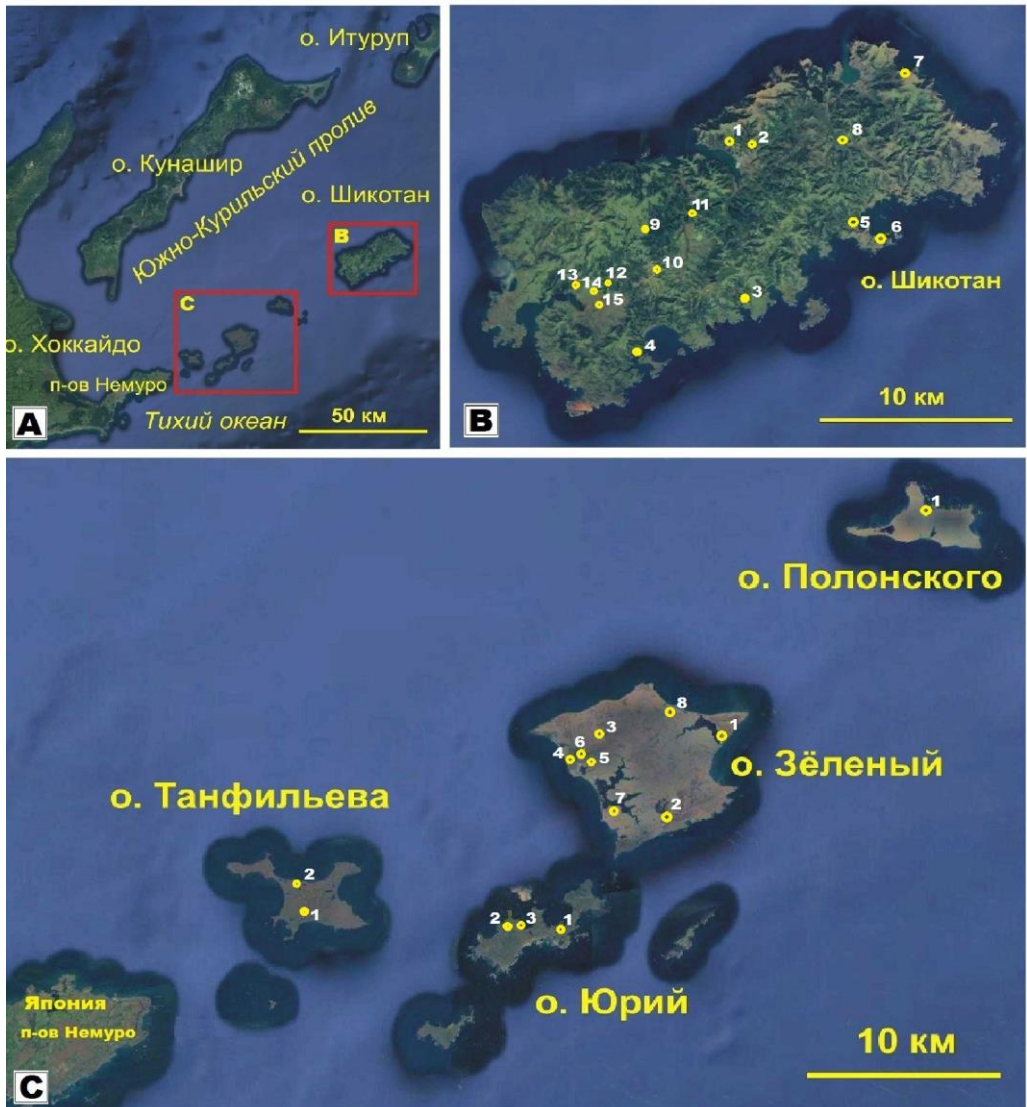 о. Итуруп
о. Кунашир
Южно-Курильский пролив
о. Шикотан
B
C
о. Хоккайдо
п-ов Немуро
Тихий океан
50 км
A
7
1
2
8
5
6
11
9
о. Шикотан
10
13
14
12
15
3
4
10 км
B
1
о. Полонского
8
3
1
6
4
5
о. Зёленый
о. Танфильева
7
2
2
1
2
3
1
о. Юрий
Япония
п-ов Немуро
10 км
C